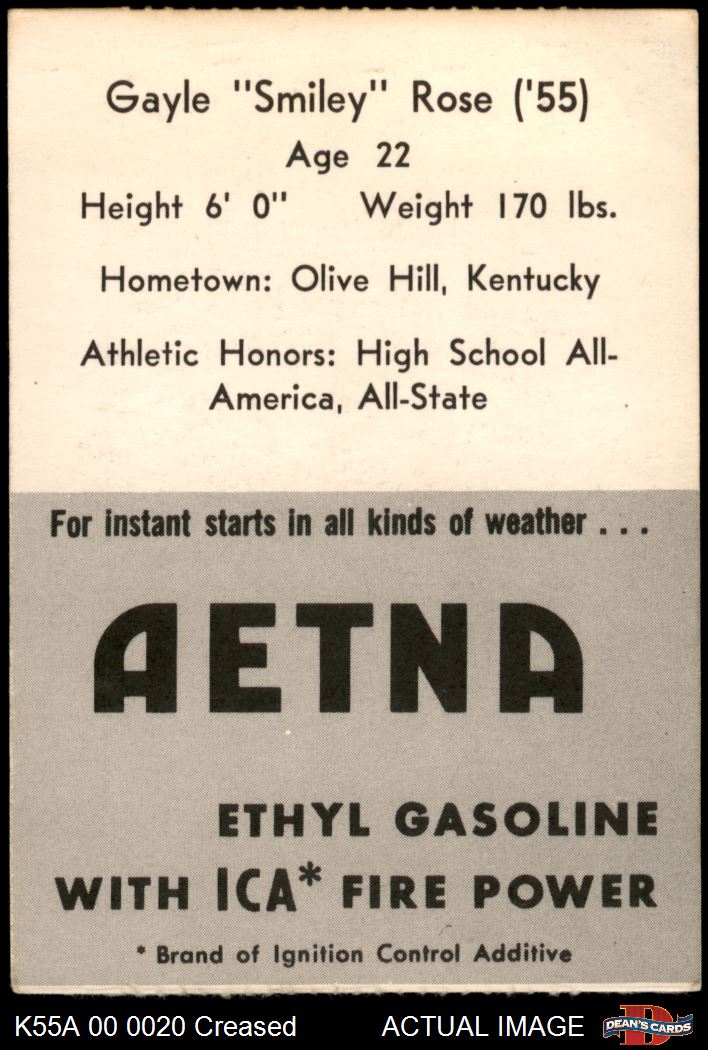 Gayle "Smiley" Rose ('55)
Age 22
Height 6' 0" Weight 170 lbs.
Hometown: Olive Hill, Kentucky
Athletic Honors: High School All-
America, All-State
For instant starts in all kinds of weather . . .
AETNA
ETHYL GASOLINE
WITH ICA* FIRE POWER
* Brand of Ignition Control Additive
K55A 00 0020 Creased ACTUAL IMAGE DEAN'S CARDS